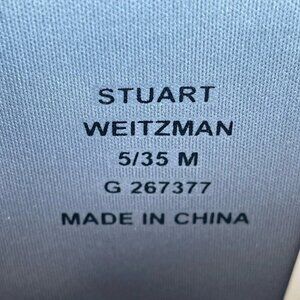 STUART
WEITZMAN
5/35 M
G 267377
MADE IN CHINA